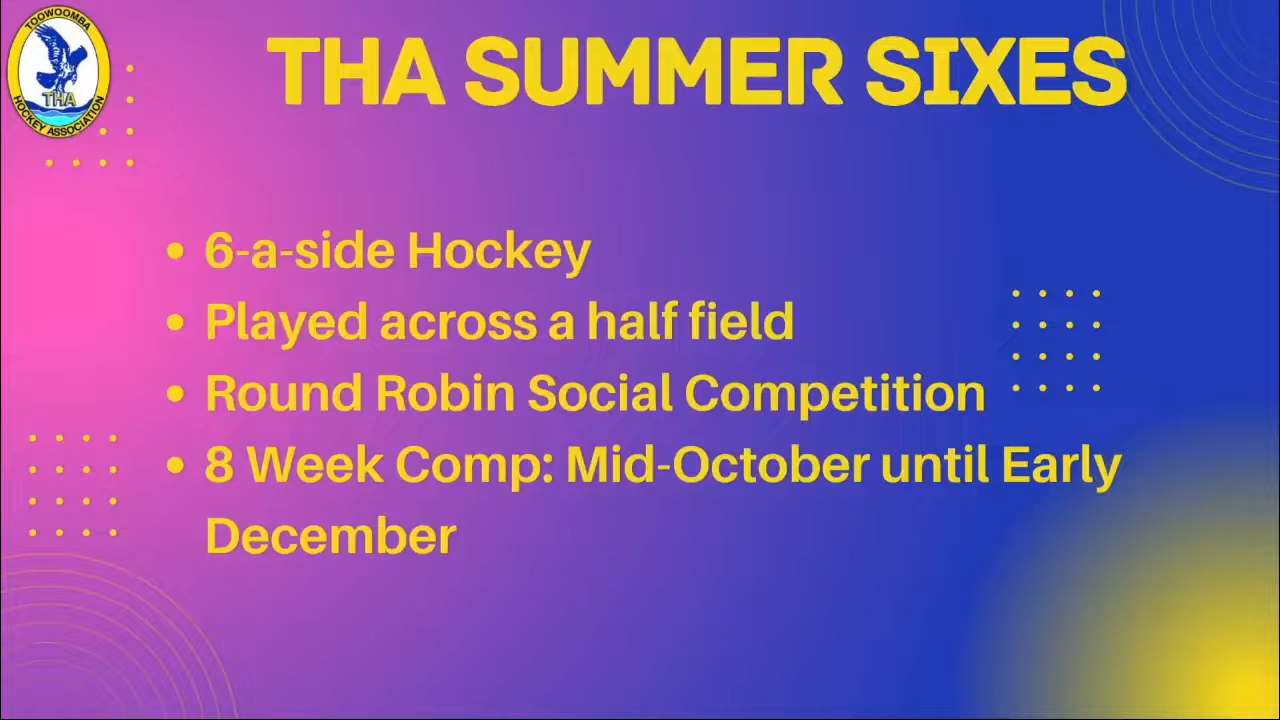 TOOWOOMBA
THA
HOCKEY ASSOCIATION
THA SUMMER SIXES
• 6-a-side Hockey
• Played across a half field
• Round Robin Social Competition
• 8 Week Comp: Mid-October until Early
December